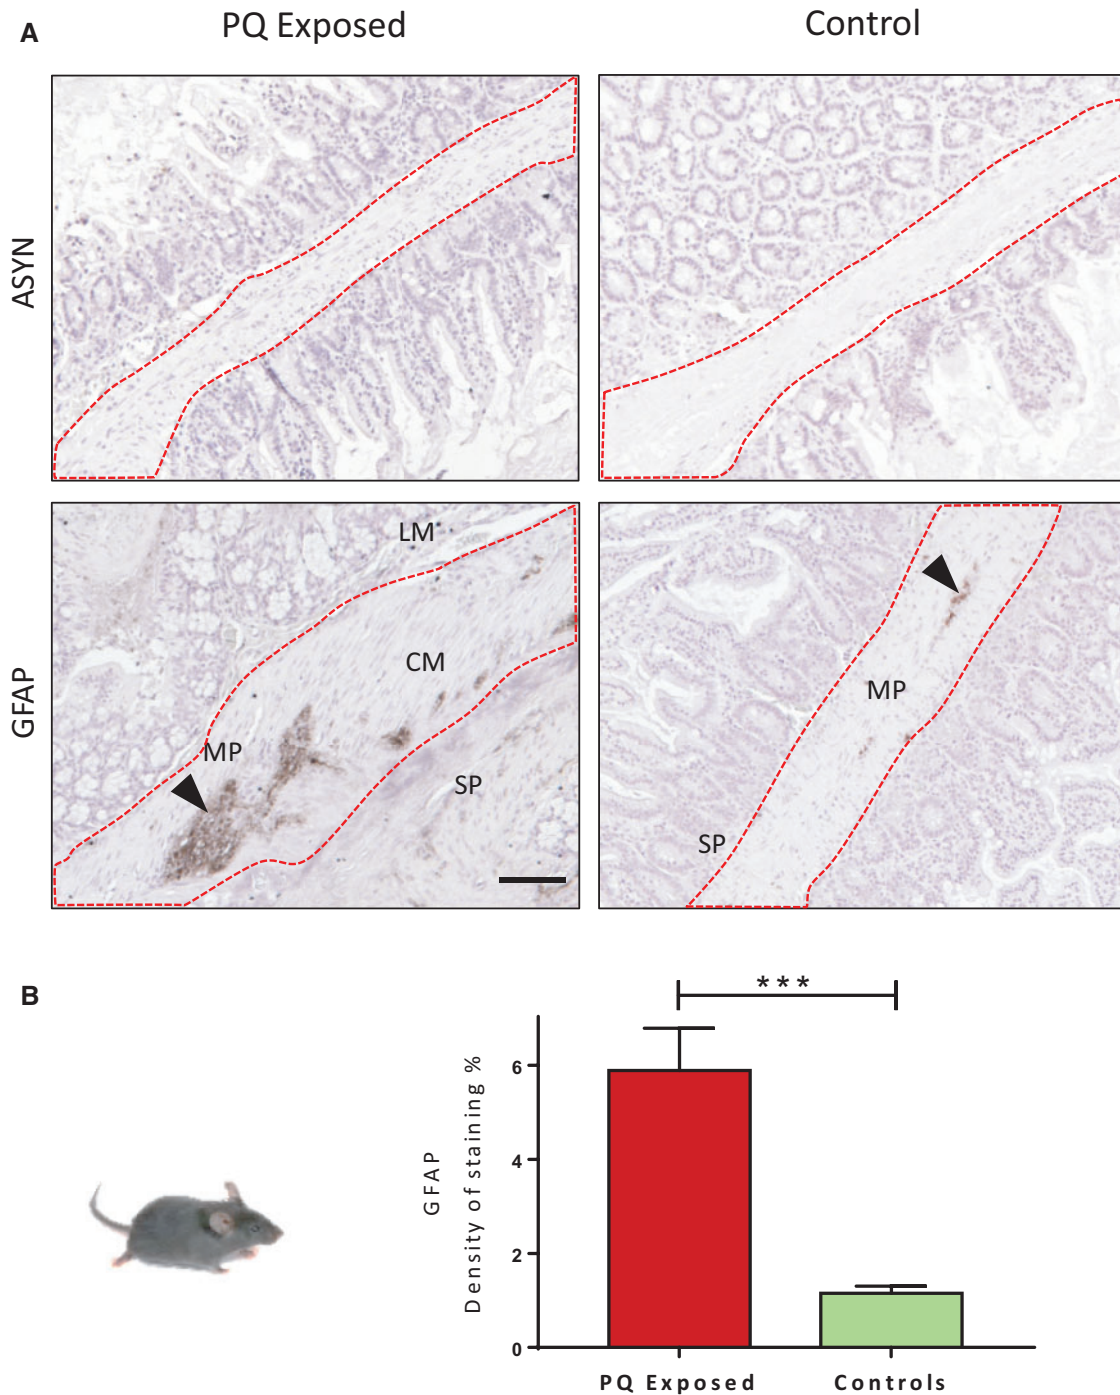 A
PQ Exposed
Control
ASYN
GFAP
LM
CM
MP
SP
MP
SP
B
***
GFAP
Density of staining %
6
4
2
0
PQ Exposed
Controls